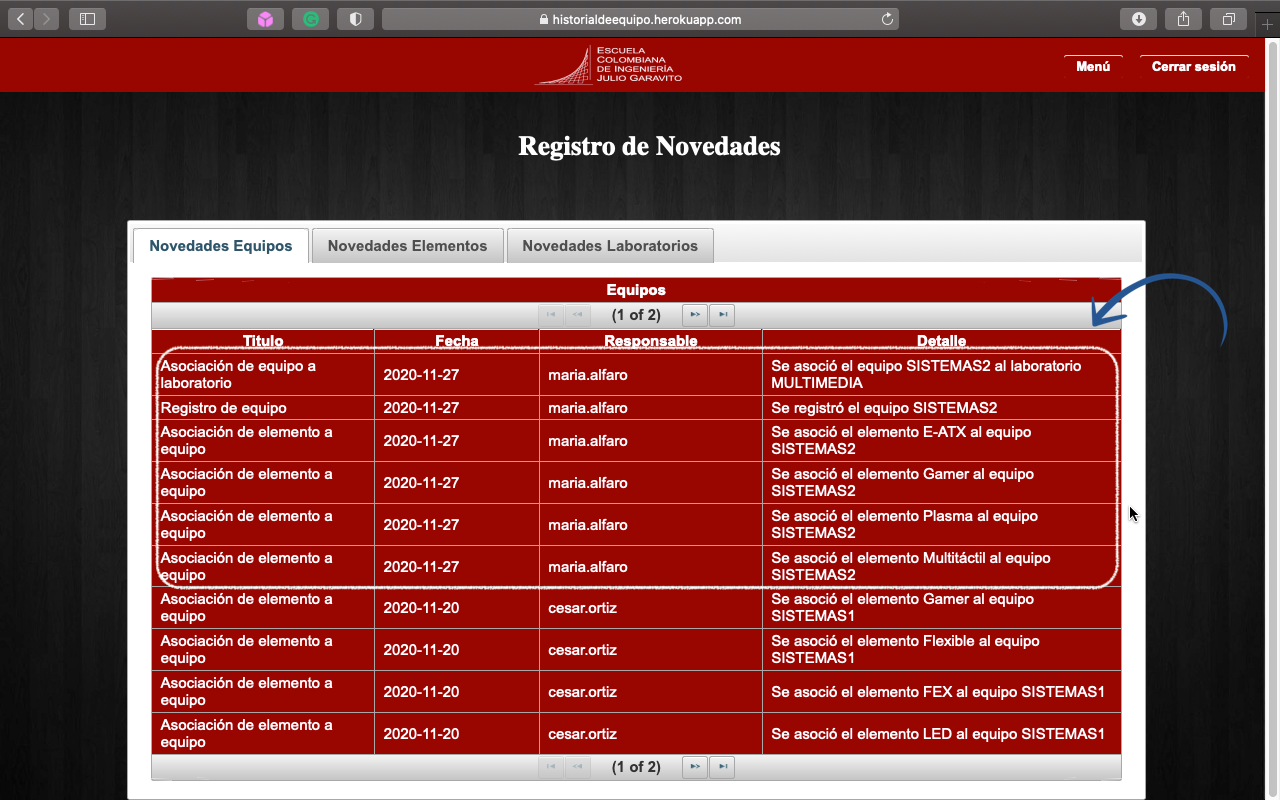 historialdeequipo.herokuapp.com
ESCUELA
COLOMBIANA
DE INGENIERÍA
JULIO GARAVITO
Menú
Cerrar sesión
Registro de Novedades
Novedades Equipos
Novedades Elementos
Novedades Laboratorios
Equipos
(1 of 2)
Titulo Fecha Responsable Detalle
Asociación de equipo a
laboratorio
2020-11-27
maria.alfaro
Se asoció el equipo SISTEMAS2 al laboratorio
MULTIMEDIA
Registro de equipo
2020-11-27
maria.alfaro
Se registró el equipo SISTEMAS2
Asociación de elemento a
equipo
2020-11-27
maria.alfaro
Se asoció el elemento E-ATX al equipo
SISTEMAS2
Asociación de elemento a
equipo
2020-11-27
maria.alfaro
Se asoció el elemento Gamer al equipo
SISTEMAS2
Asociación de elemento a
equipo
2020-11-27
maria.alfaro
Se asoció el elemento Plasma al equipo
SISTEMAS2
Asociación de elemento a
equipo
2020-11-27
maria.alfaro
Se asoció el elemento Multitáctil al equipo
SISTEMAS2
Asociación de elemento a
equipo
2020-11-20
cesar.ortiz
Se asoció el elemento Gamer al equipo
SISTEMAS1
Asociación de elemento a
equipo
2020-11-20
cesar.ortiz
Se asoció el elemento Flexible al equipo
SISTEMAS1
Asociación de elemento a
equipo
2020-11-20
cesar.ortiz
Se asoció el elemento FEX al equipo SISTEMAS1
Asociación de elemento a
equipo
2020-11-20
cesar.ortiz
Se asoció el elemento LED al equipo SISTEMAS1
(1 of 2)